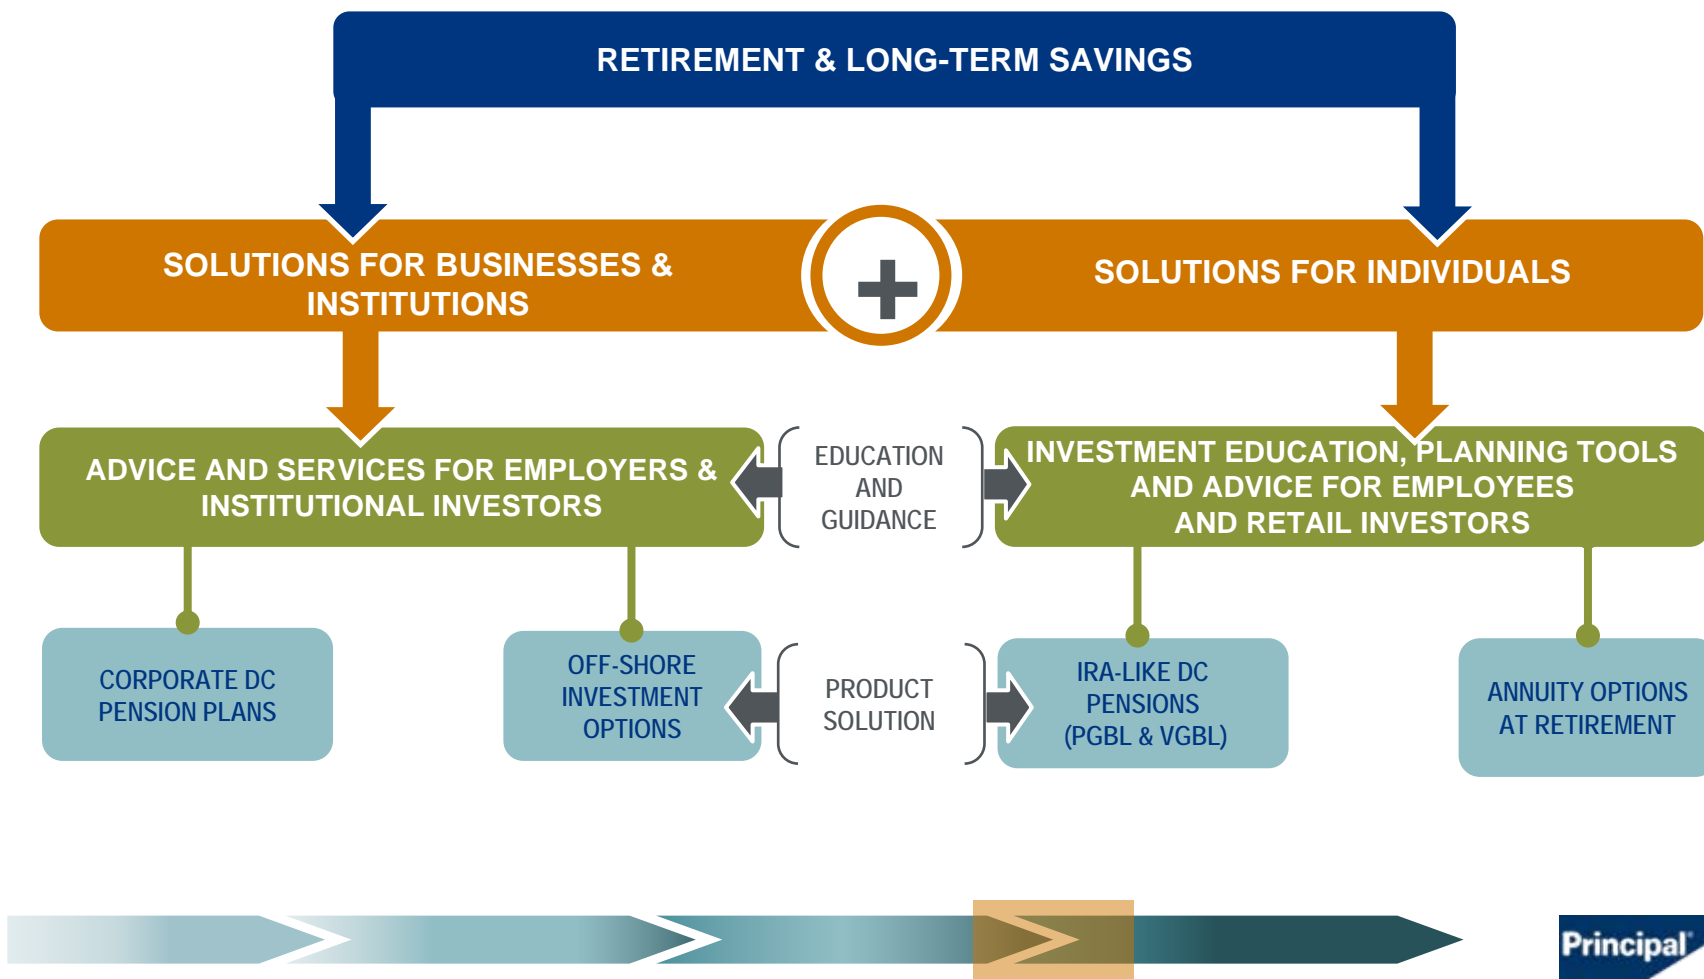 RETIREMENT & LONG-TERM SAVINGS
SOLUTIONS FOR BUSINESSES &
INSTITUTIONS
+
SOLUTIONS FOR INDIVIDUALS
ADVICE AND SERVICES FOR EMPLOYERS &
INSTITUTIONAL INVESTORS
EDUCATION
AND
GUIDANCE
INVESTMENT EDUCATION, PLANNING TOOLS
AND ADVICE FOR EMPLOYEES
AND RETAIL INVESTORS
CORPORATE DC
PENSION PLANS
OFF-SHORE
INVESTMENT
OPTIONS
PRODUCT
SOLUTION
IRA-LIKE DC
PENSIONS
(PGBL & VGBL)
ANNUITY OPTIONS
AT RETIREMENT
Principal®